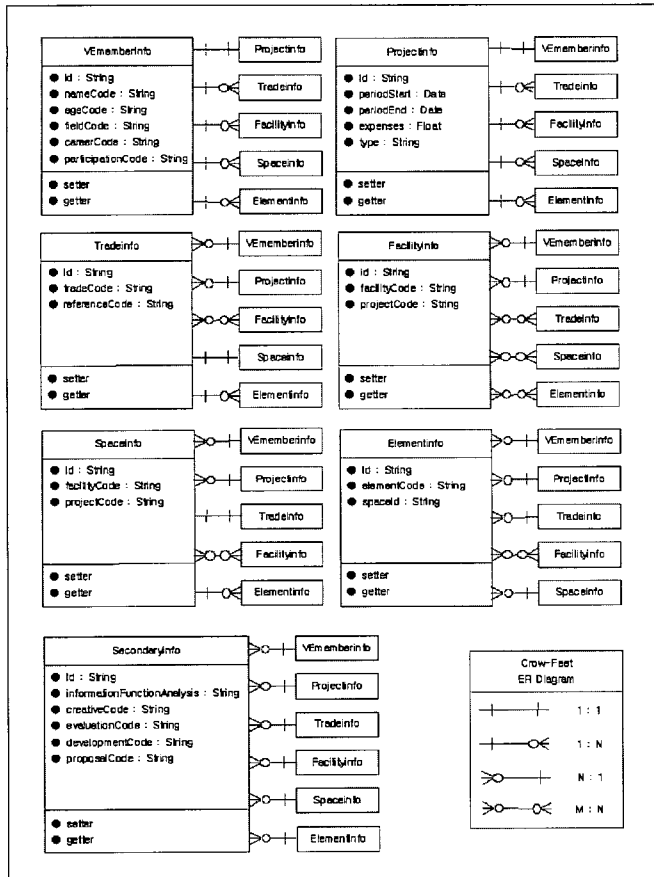 VEmemberInfo
Id : String
nameCode : String
ageCode : String
fieldCode : String
carrerCode : String
participationCode : String
setter
getter
ProjectInfo
TradeInfo
FacilityInfo
SpaceInfo
ElementInfo
ProjectInfo
Id : String
periodStart : Data
periodEnd : Date
expenses : Float
type : String
setter
getter
VEmemberInfo
TradeInfo
FacilityInfo
SpaceInfo
ElementInfo
TradeInfo
Id : String
tradeCode : String
referenceCode : String
setter
getter
VEmemberInfo
ProjectInfo
FacilityInfo
SpaceInfo
ElementInfo
FacilityInfo
Id : String
facilityCode : String
projectCode : String
setter
getter
VEmemberInfo
ProjectInfo
TradeInfo
SpaceInfo
ElementInfo
SpaceInfo
Id : String
facilityCode : String
projectCode : String
setter
getter
VEmemberInfo
ProjectInfo
TradeInfo
FacilityInfo
ElementInfo
ElementInfo
Id : String
elementCode : String
spaceId : String
setter
getter
VEmemberInfo
ProjectInfo
TradeInfo
FacilityInfo
SpaceInfo
SecondaryInfo
Id : String
informationFunctionAnalysis : String
creativeCode : String
evaluationCode : String
developmentCode : String
proposalCode : String
setter
getter
VEmemberInfo
ProjectInfo
TradeInfo
FacilityInfo
SpaceInfo
ElementInfo
Crow-Feet
ER Diagram
1 : 1
1 : N
N : 1
M : N